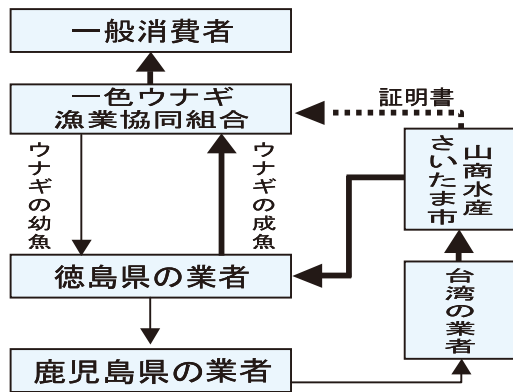 一般消費者
一色ウナギ
漁業協同組合
証明書
ウナギの幼魚
ウナギの成魚
山商水産
さいたま市
徳島県の業者
台湾の業者
鹿児島県の業者